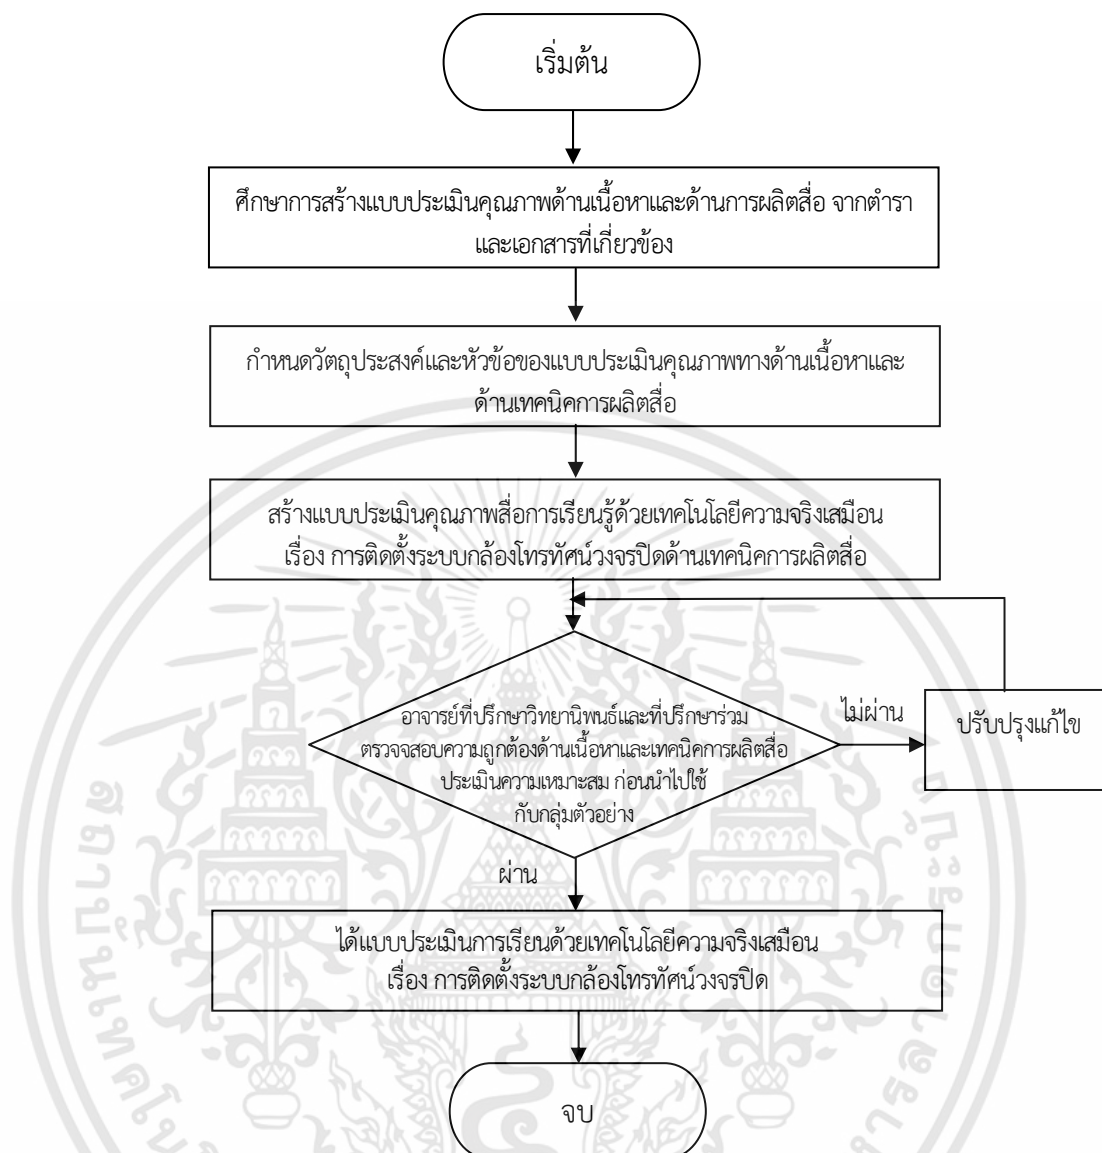 เริ่มต้น
ศึกษาการสร้างแบบประเมินคุณภาพด้านเนื้อหาและด้านการผลิตสื่อ จากตำรา
และเอกสารที่เกี่ยวข้อง
กำหนดวัตถุประสงค์และหัวข้อของแบบประเมินคุณภาพทางด้านเนื้อหาและ
ด้านเทคนิคการผลิตสื่อ
สร้างแบบประเมินคุณภาพสื่อการเรียนรู้ด้วยเทคโนโลยีความจริงเสมือน
เรื่อง การติดตั้งระบบกล้องโทรทัศน์วงจรปิดด้านเทคนิคการผลิตสื่อ
อาจารย์ที่ปรึกษาวิทยานิพนธ์และที่ปรึกษาร่วม
ตรวจจสอบความถูกต้องด้านเนื้อหาและเทคนิคการผลิตสื่อ
ประเมินความเหมาะสม ก่อนนำไปใช้
กับกลุ่มตัวอย่าง
ไม่ผ่าน
ปรับปรุงแก้ไข
ผ่าน
ได้แบบประเมินการเรียนด้วยเทคโนโลยีความจริงเสมือน
เรื่อง การติดตั้งระบบกล้องโทรทัศน์วงจรปิด
จบ